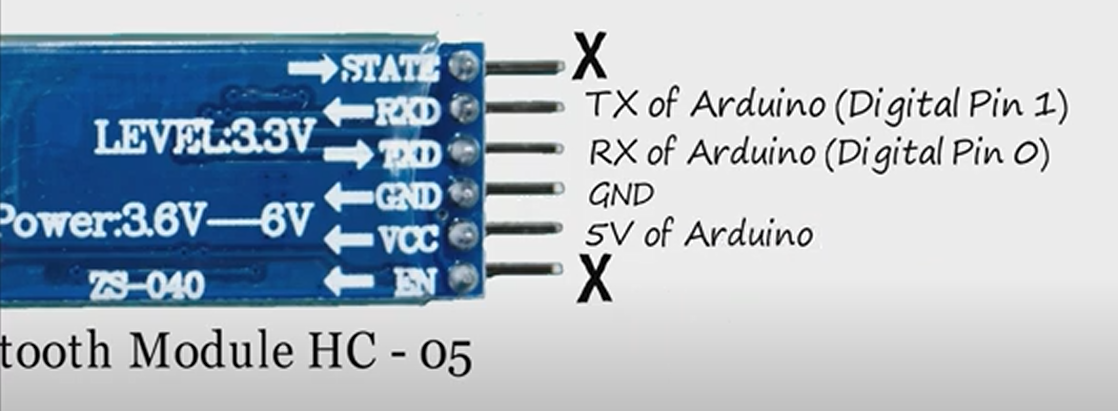 STATE X
RXD TX of Arduino (Digital Pin 1)
LEVEL:3.3V
TXD RX of Arduino (Digital Pin 0)
GND GND
Power:3.6V—6V
VCC 5V of Arduino
EN X
ZS-040
tooth Module HC - 05